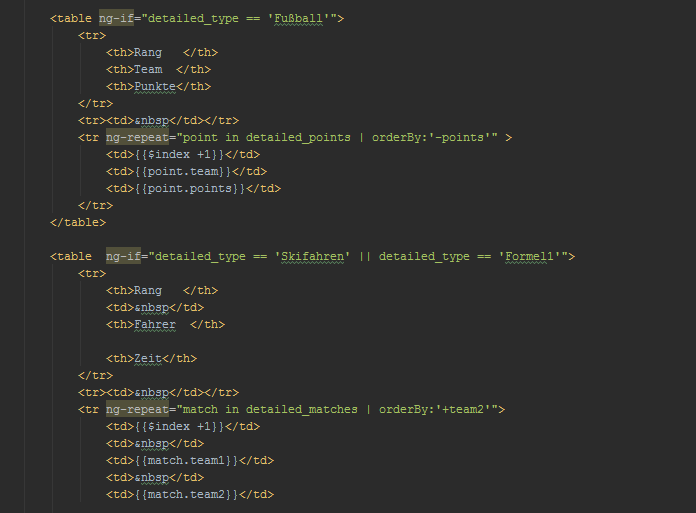 <table ng-if="detailed_type == 'Fußball'">
<tr>
<th>Rang   </th>
<th>Team  </th>
<th>Punkte</th>
</tr>
<tr><td>&nbsp</td></tr>
<tr ng-repeat="point in detailed_points | orderBy:'-points'" >
<td>{{$index +1}}</td>
<td>{{point.team}}</td>
<td>{{point.points}}</td>
</tr>
</table>
<table  ng-if="detailed_type == 'Skifahren' || detailed_type == 'Formel1'">
<tr>
<th>Rang   </th>
<td>&nbsp</td>
<th>Fahrer  </th>
<th>Zeit</th>
</tr>
<tr><td>&nbsp</td></tr>
<tr ng-repeat="match in detailed_matches | orderBy:'+team2'">
<td>{{$index +1}}</td>
<td>&nbsp</td>
<td>{{match.team1}}</td>
<td>&nbsp</td>
<td>{{match.team2}}</td>